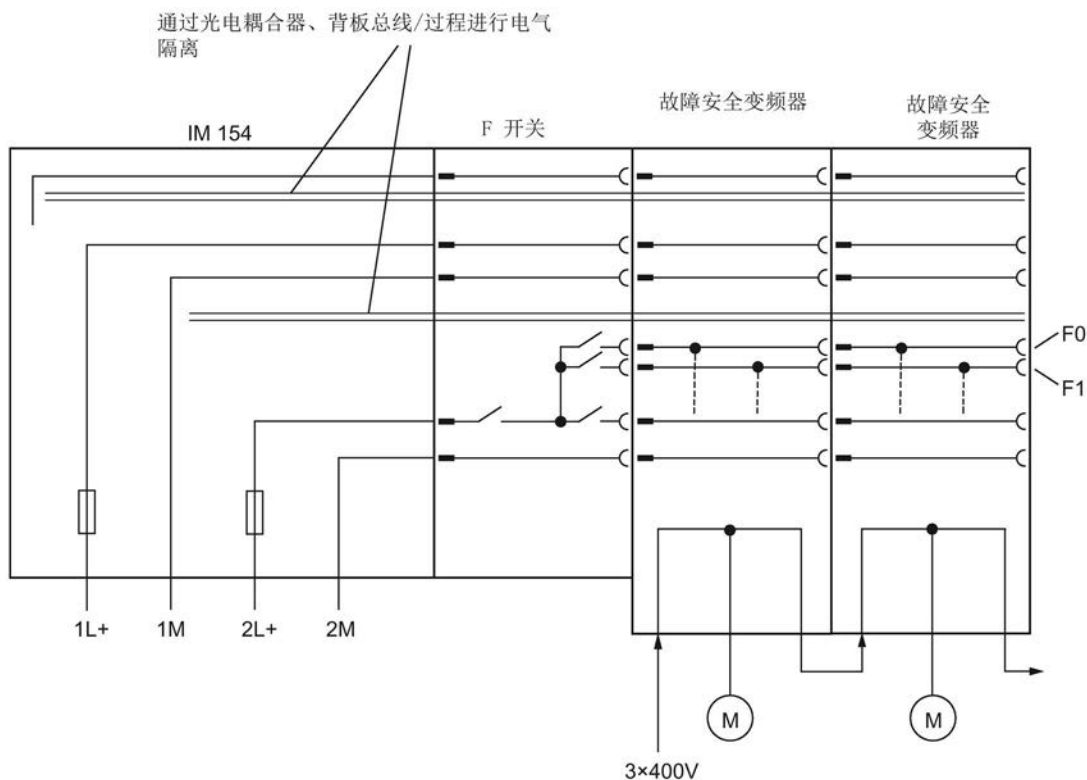 通过光电耦合器、背板总线/过程进行电气
隔离
IM 154
F 开关
故障安全变频器
故障安全
变频器
F0
F1
1L+
1M
2L+
2M
M
M
3×400V